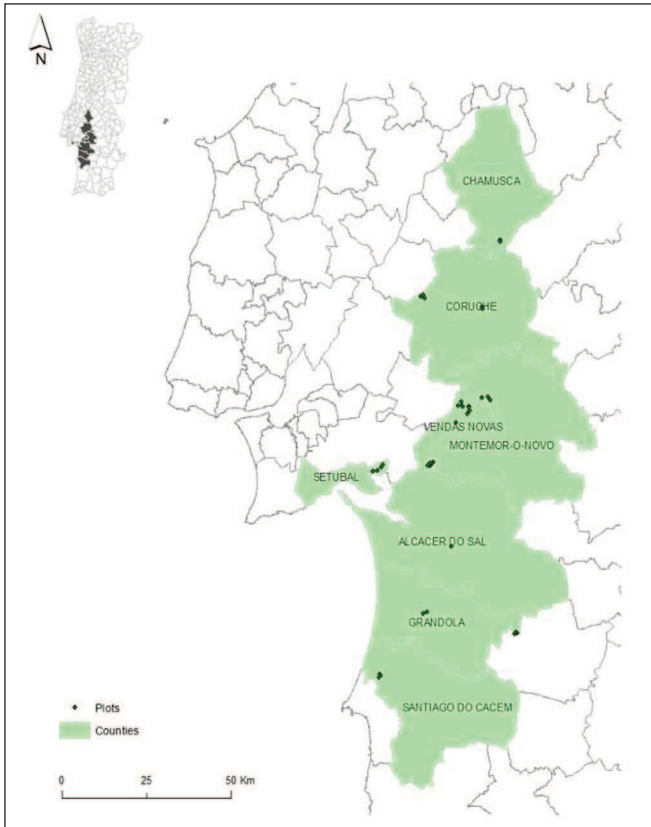 N
CHAMUSCA
CORUCHE
VENDAS NOVAS
MONTEMOR-O-NOVO
SETUBAL
ALCACER DO SAL
GRANDOLA
SANTIAGO DO CACEM
Plots
Counties
0 25 50 Km